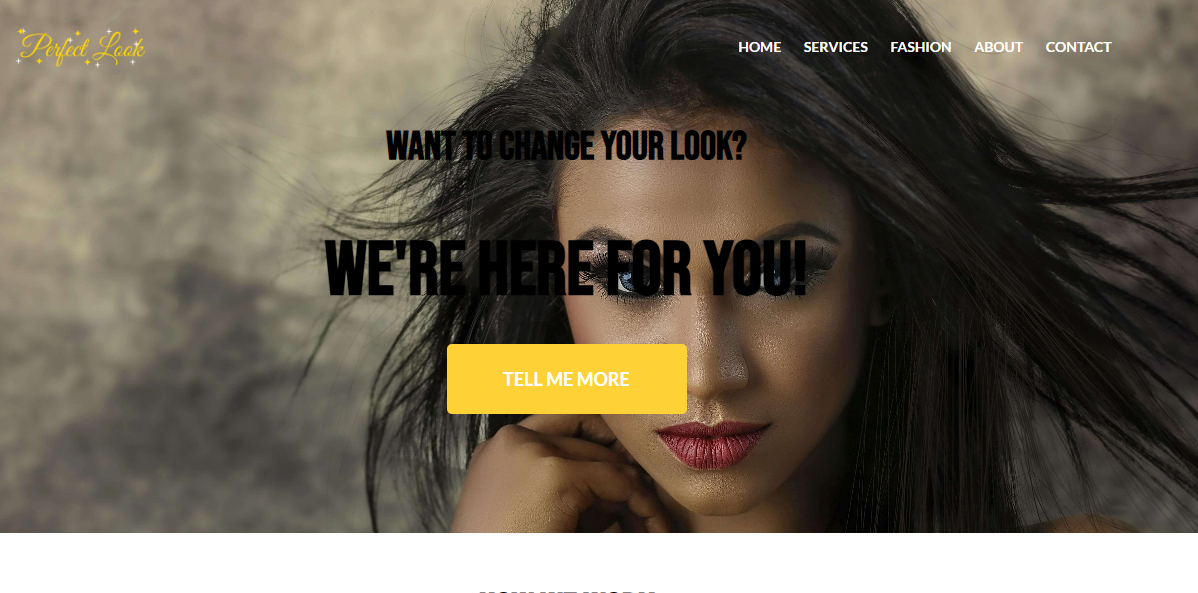 Perfect Look
HOME SERVICES FASHION ABOUT CONTACT
WANT TO CHANGE YOUR LOOK?
WE'RE HERE FOR YOU!
TELL ME MORE